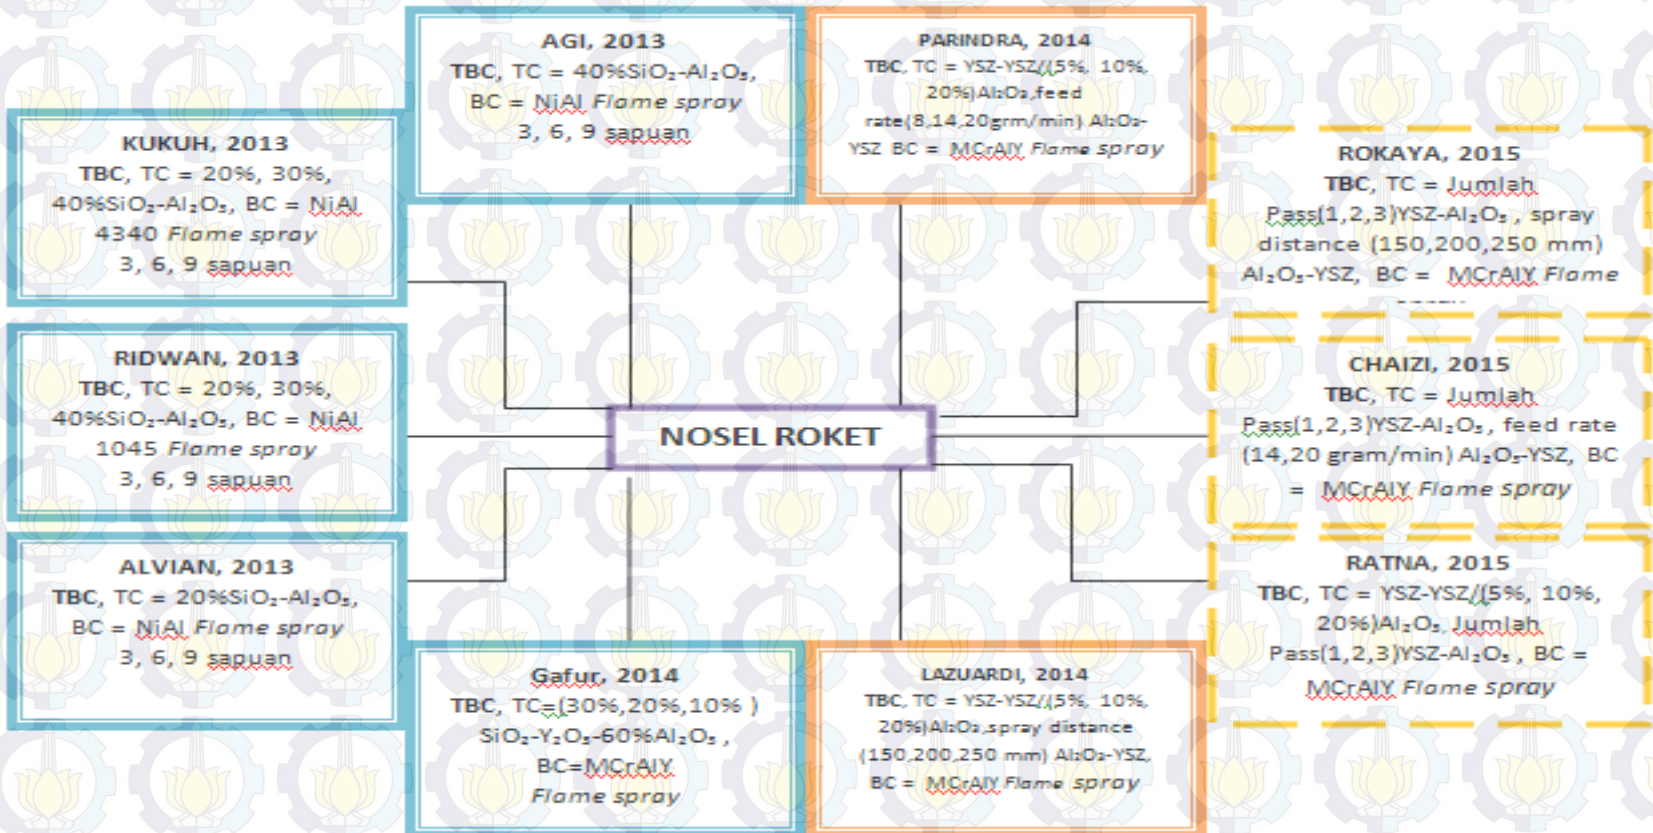 AGI, 2013
TBC, TC = 40%SiO₂-Al₂O₃,
BC = NiAl Flame spray
3, 6, 9 sapuan
PARINDRA, 2014
TBC, TC = YSZ-YSZ/(5%, 10%,
20%)Al₂O₃,feed
rate(8,14,20grm/min) Al₂O₃-
YSZ BC = MCrAlY Flame spray
KUKUH, 2013
TBC, TC = 20%, 30%,
40%SiO₂-Al₂O₃, BC = NiAl
4340 Flame spray
3, 6, 9 sapuan
ROKAYA, 2015
TBC, TC = Jumlah
Pass(1,2,3)YSZ-Al₂O₃ , spray
distance (150,200,250 mm)
Al₂O₃-YSZ, BC = MCrAlY Flame
RIDWAN, 2013
TBC, TC = 20%, 30%,
40%SiO₂-Al₂O₃, BC = NiAl
1045 Flame spray
3, 6, 9 sapuan
NOSEL ROKET
CHAIZI, 2015
TBC, TC = Jumlah
Pass(1,2,3)YSZ-Al₂O₃ , feed rate
(14,20 gram/min) Al₂O₃-YSZ, BC
= MCrAlY Flame spray
ALVIAN, 2013
TBC, TC = 20%SiO₂-Al₂O₃,
BC = NiAl Flame spray
3, 6, 9 sapuan
RATNA, 2015
TBC, TC = YSZ-YSZ/(5%, 10%,
20%)Al₂O₃, Jumlah
Pass(1,2,3)YSZ-Al₂O₃ , BC =
MCrAlY Flame spray
Gafur, 2014
TBC, TC=(30%,20%,10% )
SiO₂-Y₂O₃-60%Al₂O₃ ,
BC=MCrAlY
Flame spray
LAZUARDI, 2014
TBC, TC = YSZ-YSZ/(5%, 10%,
20%)Al₂O₃,spray distance
(150,200,250 mm) Al₂O₃-YSZ,
BC = MCrAlY Flame spray